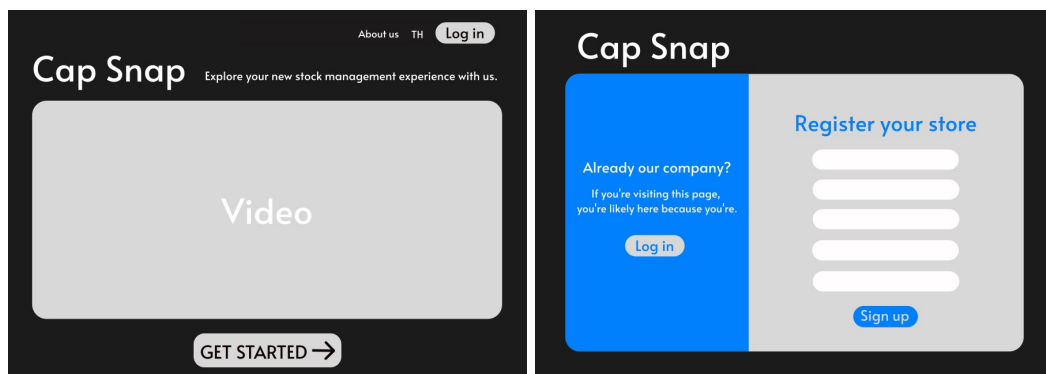 About us TH Log in
Cap Snap Explore your new stock management experience with us.
Video
GET STARTED →
Cap Snap
Already our company?
If you're visiting this page,
you're likely here because you're.
Log in
Register your store
Sign up